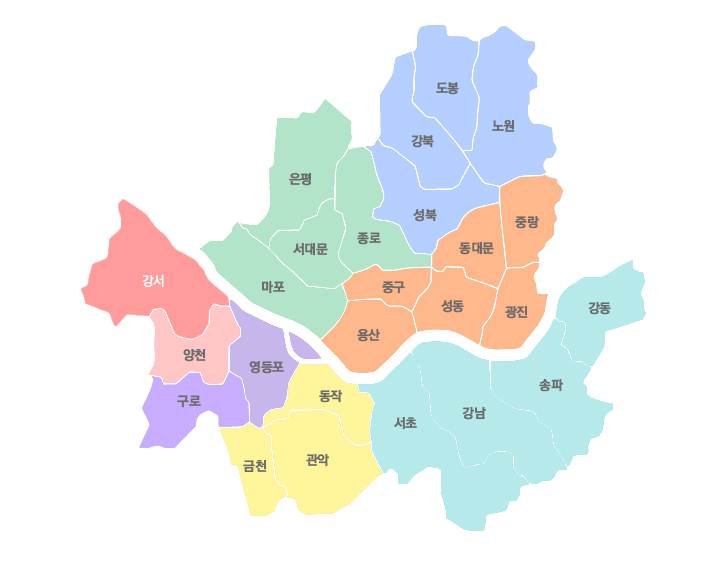 도봉
노원
강북
은평
성북
중랑
종로
서대문
동대문
강서
마포
중구
성동
광진
강동
용산
양천
영등포
구로
동작
송파
서초
강남
금천
관악